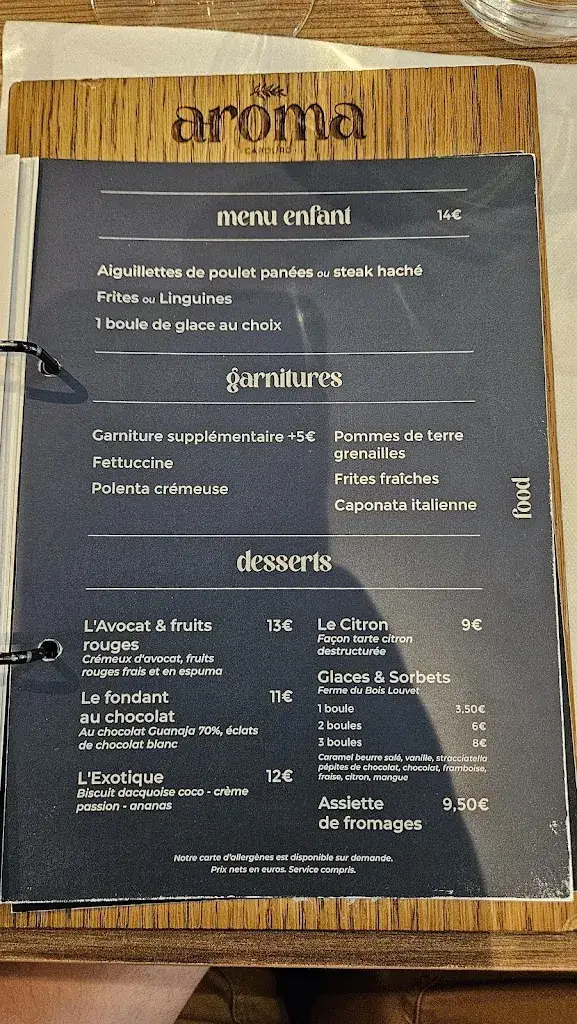 aroma
CABOURG
menu enfant 14€
Aiguillettes de poulet panées ou steak haché
Frites ou Linguines
1 boule de glace au choix
garnitures
Garniture supplémentaire +5€
Fettuccine
Polenta crémeuse
Pommes de terre
grenailles
Frites fraîches
Caponata italienne
food
desserts
L'Avocat & fruits 13€
rouges
Crémeux d'avocat, fruits
rouges frais et en espuma
Le fondant 11€
au chocolat
Au chocolat Guanaja 70%, éclats
de chocolat blanc
L'Exotique 12€
Biscuit dacquoise coco - crème
passion - ananas
Le Citron 9€
Façon tarte citron
destructurée
Glaces & Sorbets
Ferme du Bois Louvet
1 boule 3,50€
2 boules 6€
3 boules 8€
Caramel beurre salé, vanille, stracciatella
pépites de chocolat, chocolat, framboise,
fraise, citron, mangue
Assiette 9,50€
de fromages
Notre carte d'allergènes est disponible sur demande.
Prix nets en euros. Service compris.